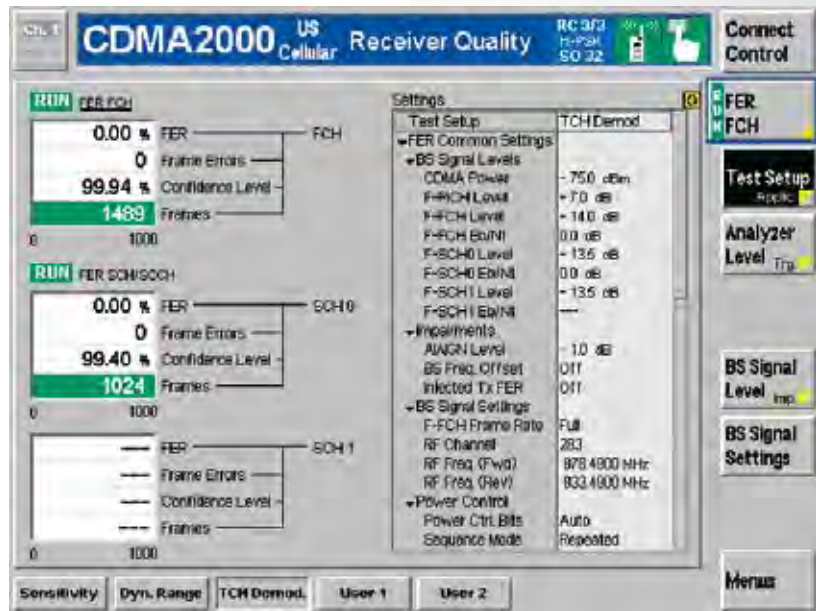 Ch. 1
CDMA2000 US Cellular Receiver Quality
RC 3/3
H-PSK
SO 32
Connect Control
RUN FER FCH
0.00 % FER FCH
0 Frame Errors
99.94 % Confidence Level
1489 Frames
0 1000
RUN FER SCH/SCCH
0.00 % FER SCH 0
0 Frame Errors
99.40 % Confidence Level
1024 Frames
0 1000
--- FER SCH 1
--- Frame Errors
--- Confidence Level
--- Frames
0 1000
Settings
Test Setup TCH Demod.
FER Common Settings
BS Signal Levels
CDMA Power - 75.0 dBm
F-PICH Level - 7.0 dB
F-FCH Level - 14.0 dB
F-FCH Eb/Nt 0.0 dB
F-SCH0 Level - 13.5 dB
F-SCH0 Eb/Nt 0.0 dB
F-SCH1 Level - 13.5 dB
F-SCH1 Eb/Nt ---
Impairments
AWGN Level - 1.0 dB
BS Freq. Offset Off
Injected Tx FER Off
BS Signal Settings
F-FCH Frame Rate Full
RF Channel 283
RF Freq. (Fwd) 878.4900 MHz
RF Freq. (Rev) 833.4900 MHz
Power Control
Power Ctrl. Bits Auto
Sequence Mode Repeated
RUN
FER FCH
Test Setup
Applic.
Analyzer Level Trg.
BS Signal Level Imp.
BS Signal Settings
Menus
Sensitivity Dyn. Range TCH Demod. User 1 User 2